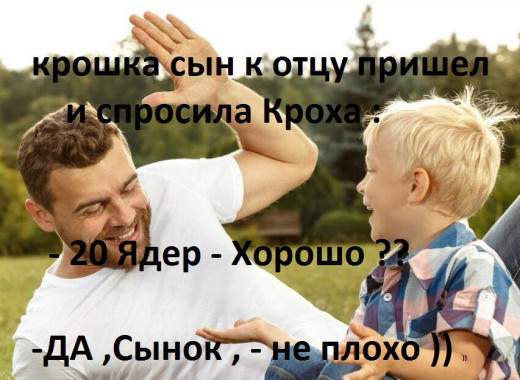 крошка сын к отцу пришел
и спросила Кроха :
- 20 Ядер - Хорошо ??
-ДА ,Сынок , - не плохо )) ))